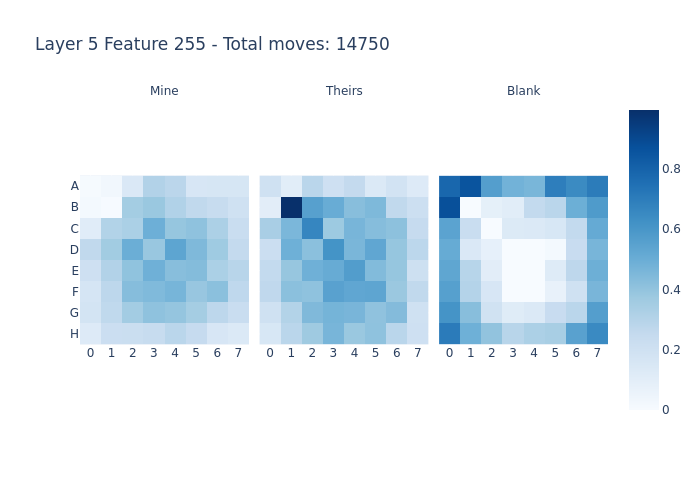 Layer 5 Feature 255 - Total moves: 14750
Mine Theirs Blank
A
B
C
D
E
F
G
H
0 1 2 3 4 5 6 7 0 1 2 3 4 5 6 7 0 1 2 3 4 5 6 7
0.8
0.6
0.4
0.2
0